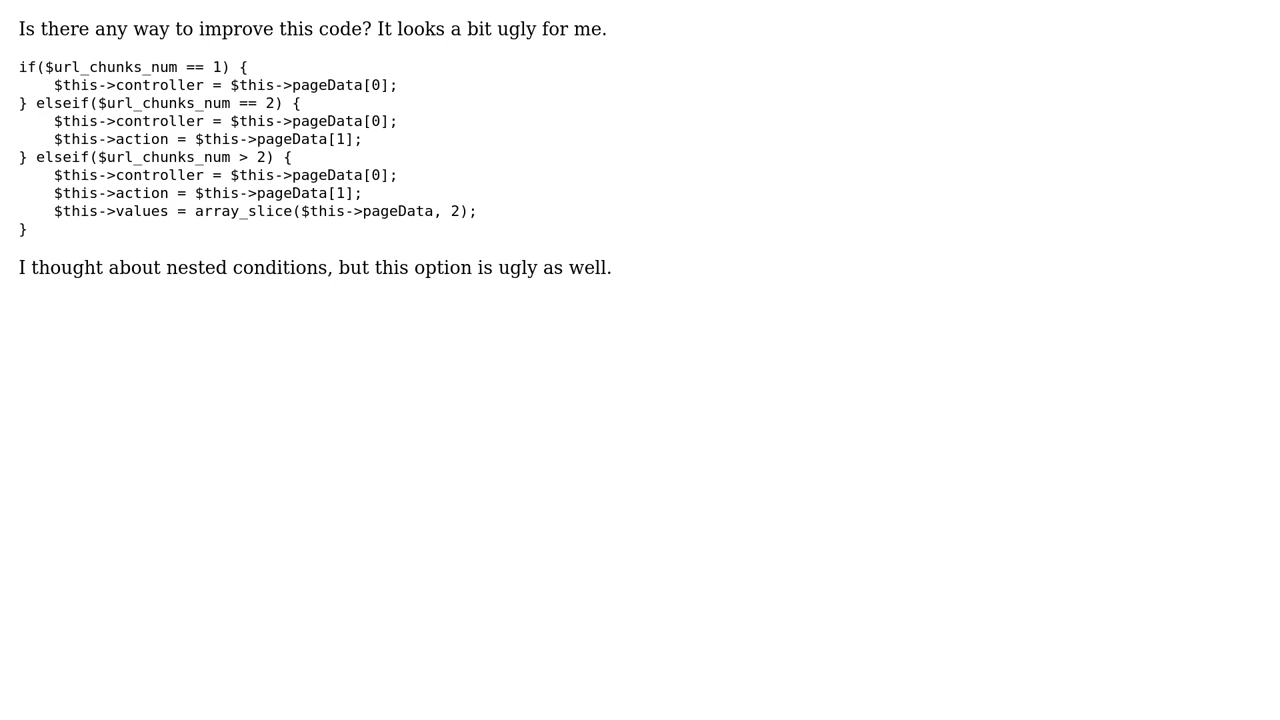 Is there any way to improve this code? It looks a bit ugly for me.
if($url_chunks_num == 1) {
    $this->controller = $this->pageData[0];
} elseif($url_chunks_num == 2) {
    $this->controller = $this->pageData[0];
    $this->action = $this->pageData[1];
} elseif($url_chunks_num > 2) {
    $this->controller = $this->pageData[0];
    $this->action = $this->pageData[1];
    $this->values = array_slice($this->pageData, 2);
}
I thought about nested conditions, but this option is ugly as well.